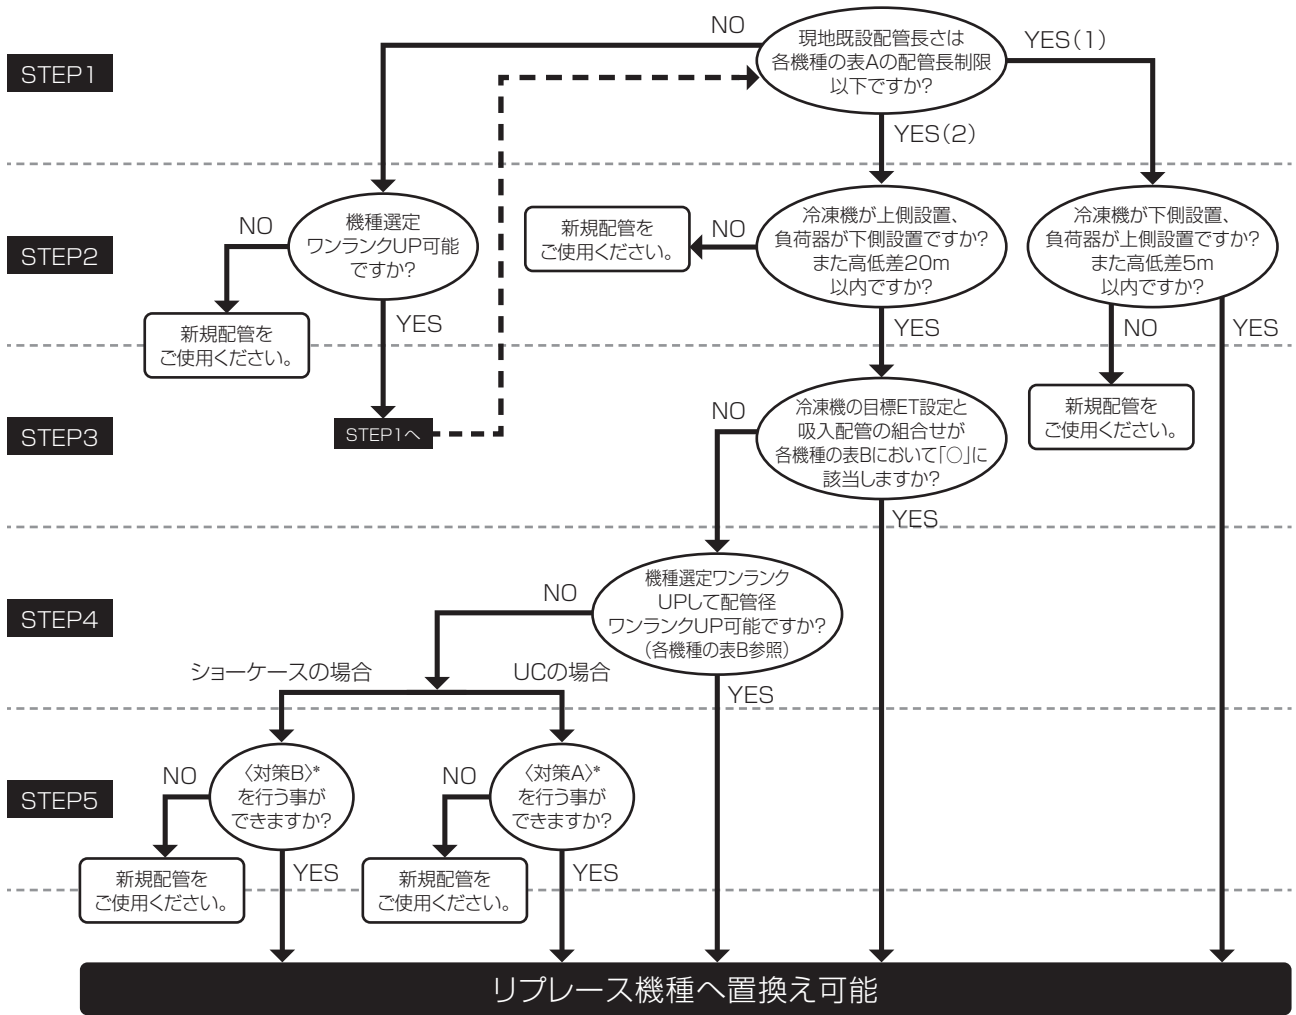 STEP1
NO
現地既設配管長さは
各機種の表Aの配管長制限
以下ですか?
YES(1)
YES(2)
STEP2
NO
機種選定
ワンランクUP可能
ですか?
YES
新規配管を
ご使用ください。
新規配管を
ご使用ください。
NO
冷凍機が上側設置、
負荷器が下側設置ですか?
また高低差20m
以内ですか?
YES
冷凍機が下側設置、
負荷器が上側設置ですか?
また高低差5m
以内ですか?
NO
YES
STEP3
STEP1へ
NO
冷凍機の目標ET設定と
吸入配管の組合せが
各機種の表Bにおいて「○」に
該当しますか?
YES
新規配管を
ご使用ください。
STEP4
NO
機種選定ワンランク
UPして配管径
ワンランクUP可能ですか?
(各機種の表B参照)
YES
ショーケースの場合
UCの場合
STEP5
NO
〈対策B〉*
を行う事が
できますか?
YES
新規配管を
ご使用ください。
NO
〈対策A〉*
を行う事が
できますか?
YES
新規配管を
ご使用ください。
リプレース機種へ置換え可能